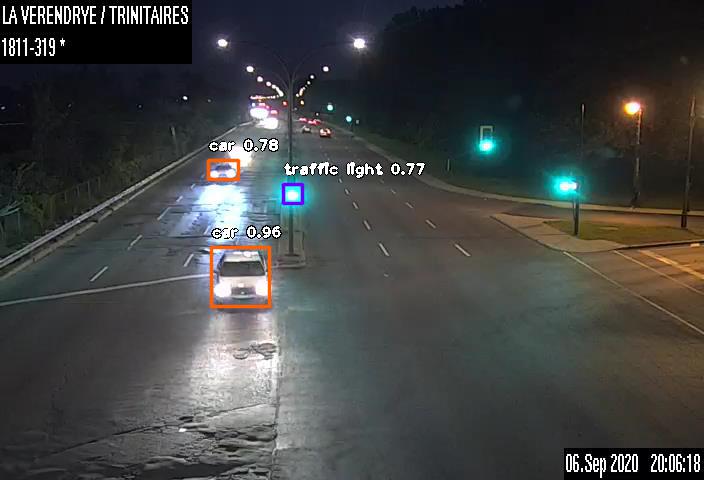 LA VERENDRYE / TRINITAIRES
1811-319 *
car 0.78
traffic light 0.77
car 0.96
06.Sep 2020 20:06:18